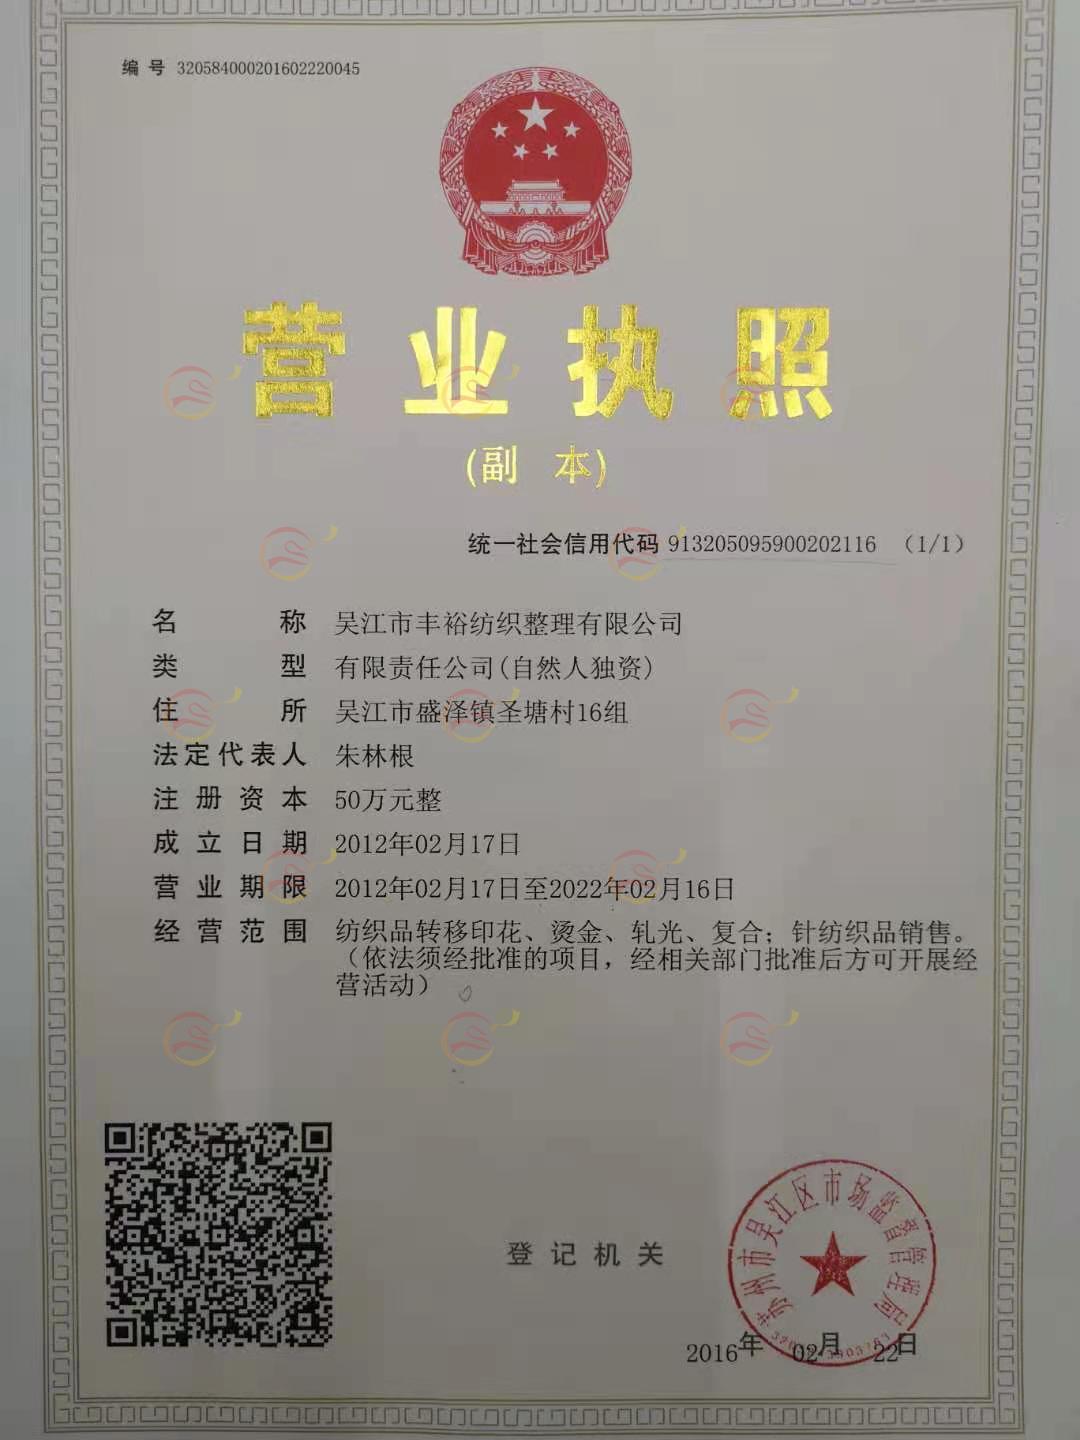 编 号 320584000201602220045
营业执照
(副 本)
统一社会信用代码 913205095900202116 （1/1）
名 称 吴江市丰裕纺织整理有限公司
类 型 有限责任公司(自然人独资)
住 所 吴江市盛泽镇圣塘村16组
法定代表人 朱林根
注册资本 50万元整
成立日期 2012年02月17日
营业期限 2012年02月17日至2022年02月16日
经营范围 纺织品转移印花、烫金、轧光、复合；针纺织品销售。
（依法须经批准的项目，经相关部门批准后方可开展经
营活动）
苏州市吴江区市场监督管理局
登记机关
2016年 02月 22日